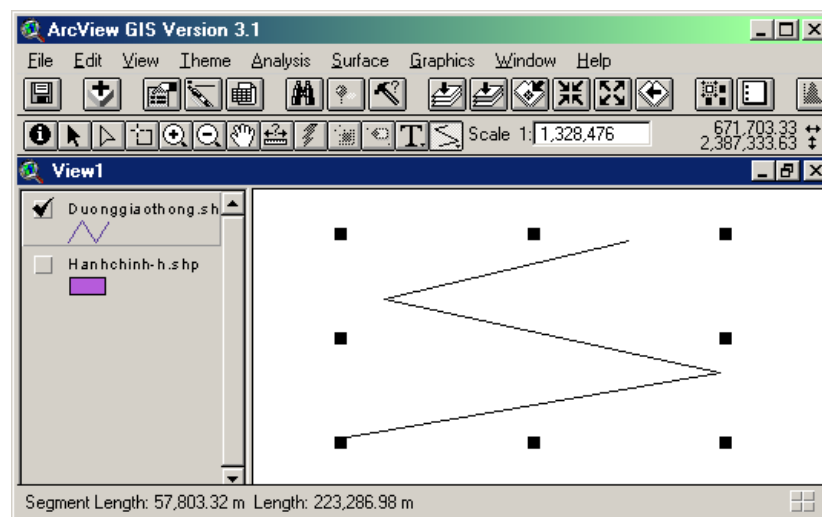 ArcView GIS Version 3.1
File Edit View Theme Analysis Surface Graphics Window Help
T. Scale 1: 1,328,476 671,703.33
2,387,333.63
View1
Duonggiaothong.sh
Hanhchinh-h.shp
Segment Length: 57,803.32 m Length: 223,286.98 m